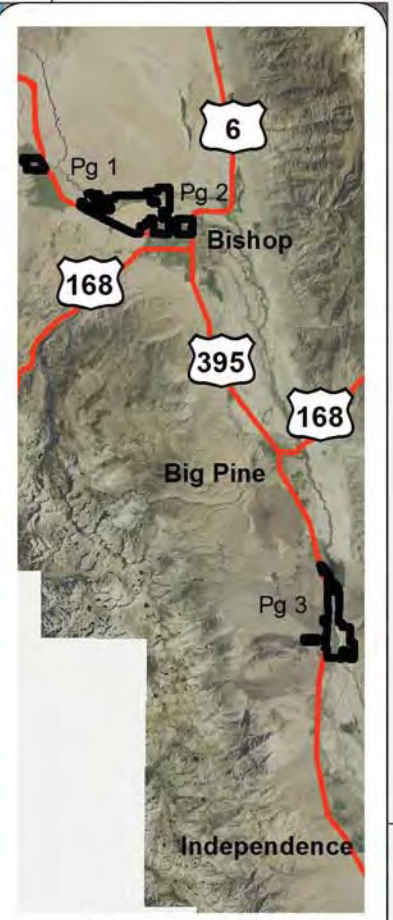 6
Pg 1
Pg 2
Bishop
168
395
168
Big Pine
Pg 3
Independence